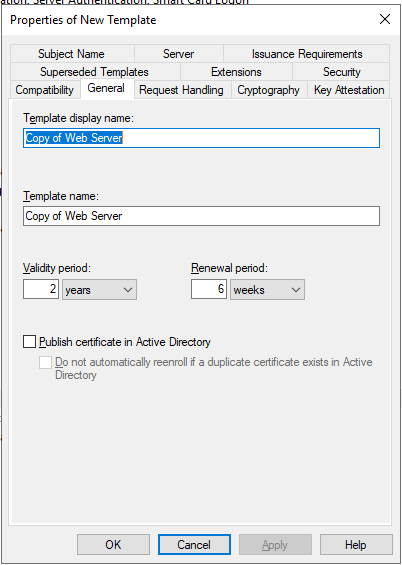 ation, Server Authentication, Smart Card Logon
Properties of New Template
Subject Name
Server
Issuance Requirements
Superseded Templates
Extensions
Security
Compatibility
General
Request Handling
Cryptography
Key Attestation
Template display name:
Copy of Web Server
Template name:
Copy of Web Server
Validity period:
Renewal period:
2
years
6
weeks
Publish certificate in Active Directory
Do not automatically reenroll if a duplicate certificate exists in Active
Directory
OK
Cancel
Apply
Help